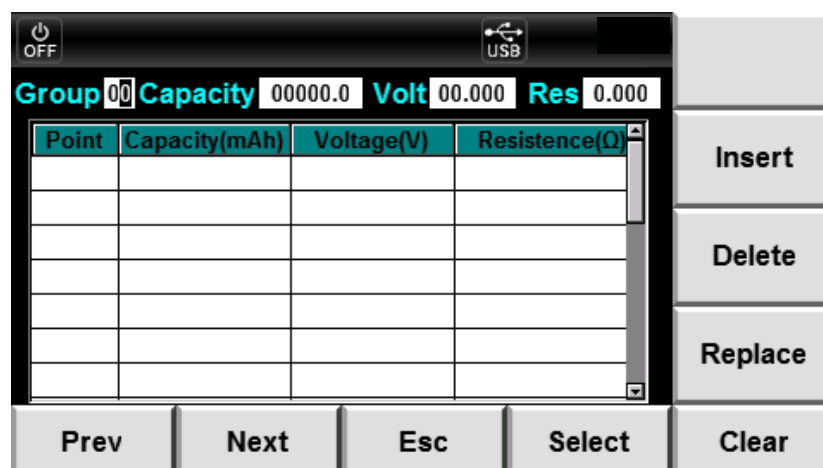 OFF USB
Group 00 Capacity 00000.0 Volt 00.000 Res 0.000
Point Capacity(mAh) Voltage(V) Resistence(Ω)
Insert
Delete
Replace
Prev Next Esc Select Clear